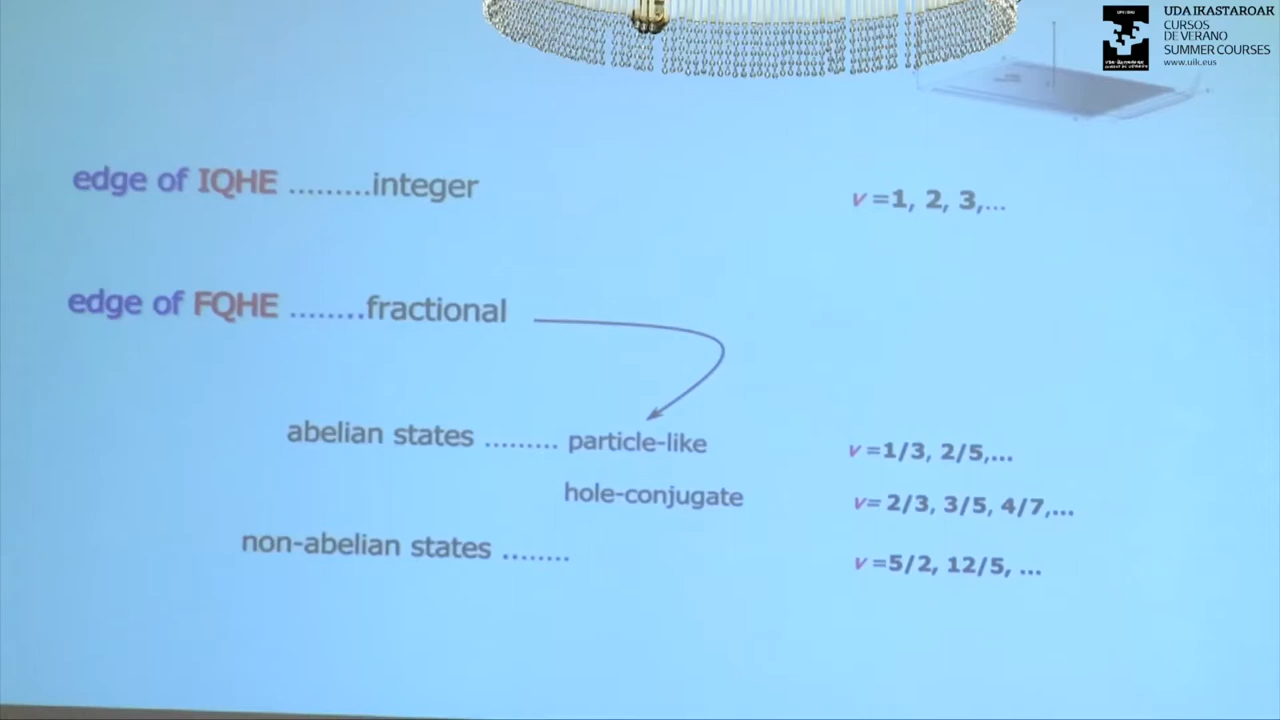 UDA IKASTAROAK
CURSOS
DE VERANO
SUMMER COURSES
www.uik.eus
edge of IQHE .........integer
ν =1, 2, 3,...
edge of FQHE ........fractional
abelian states ......... particle-like
ν =1/3, 2/5,...
hole-conjugate
ν= 2/3, 3/5, 4/7,...
non-abelian states ........
ν =5/2, 12/5, ...